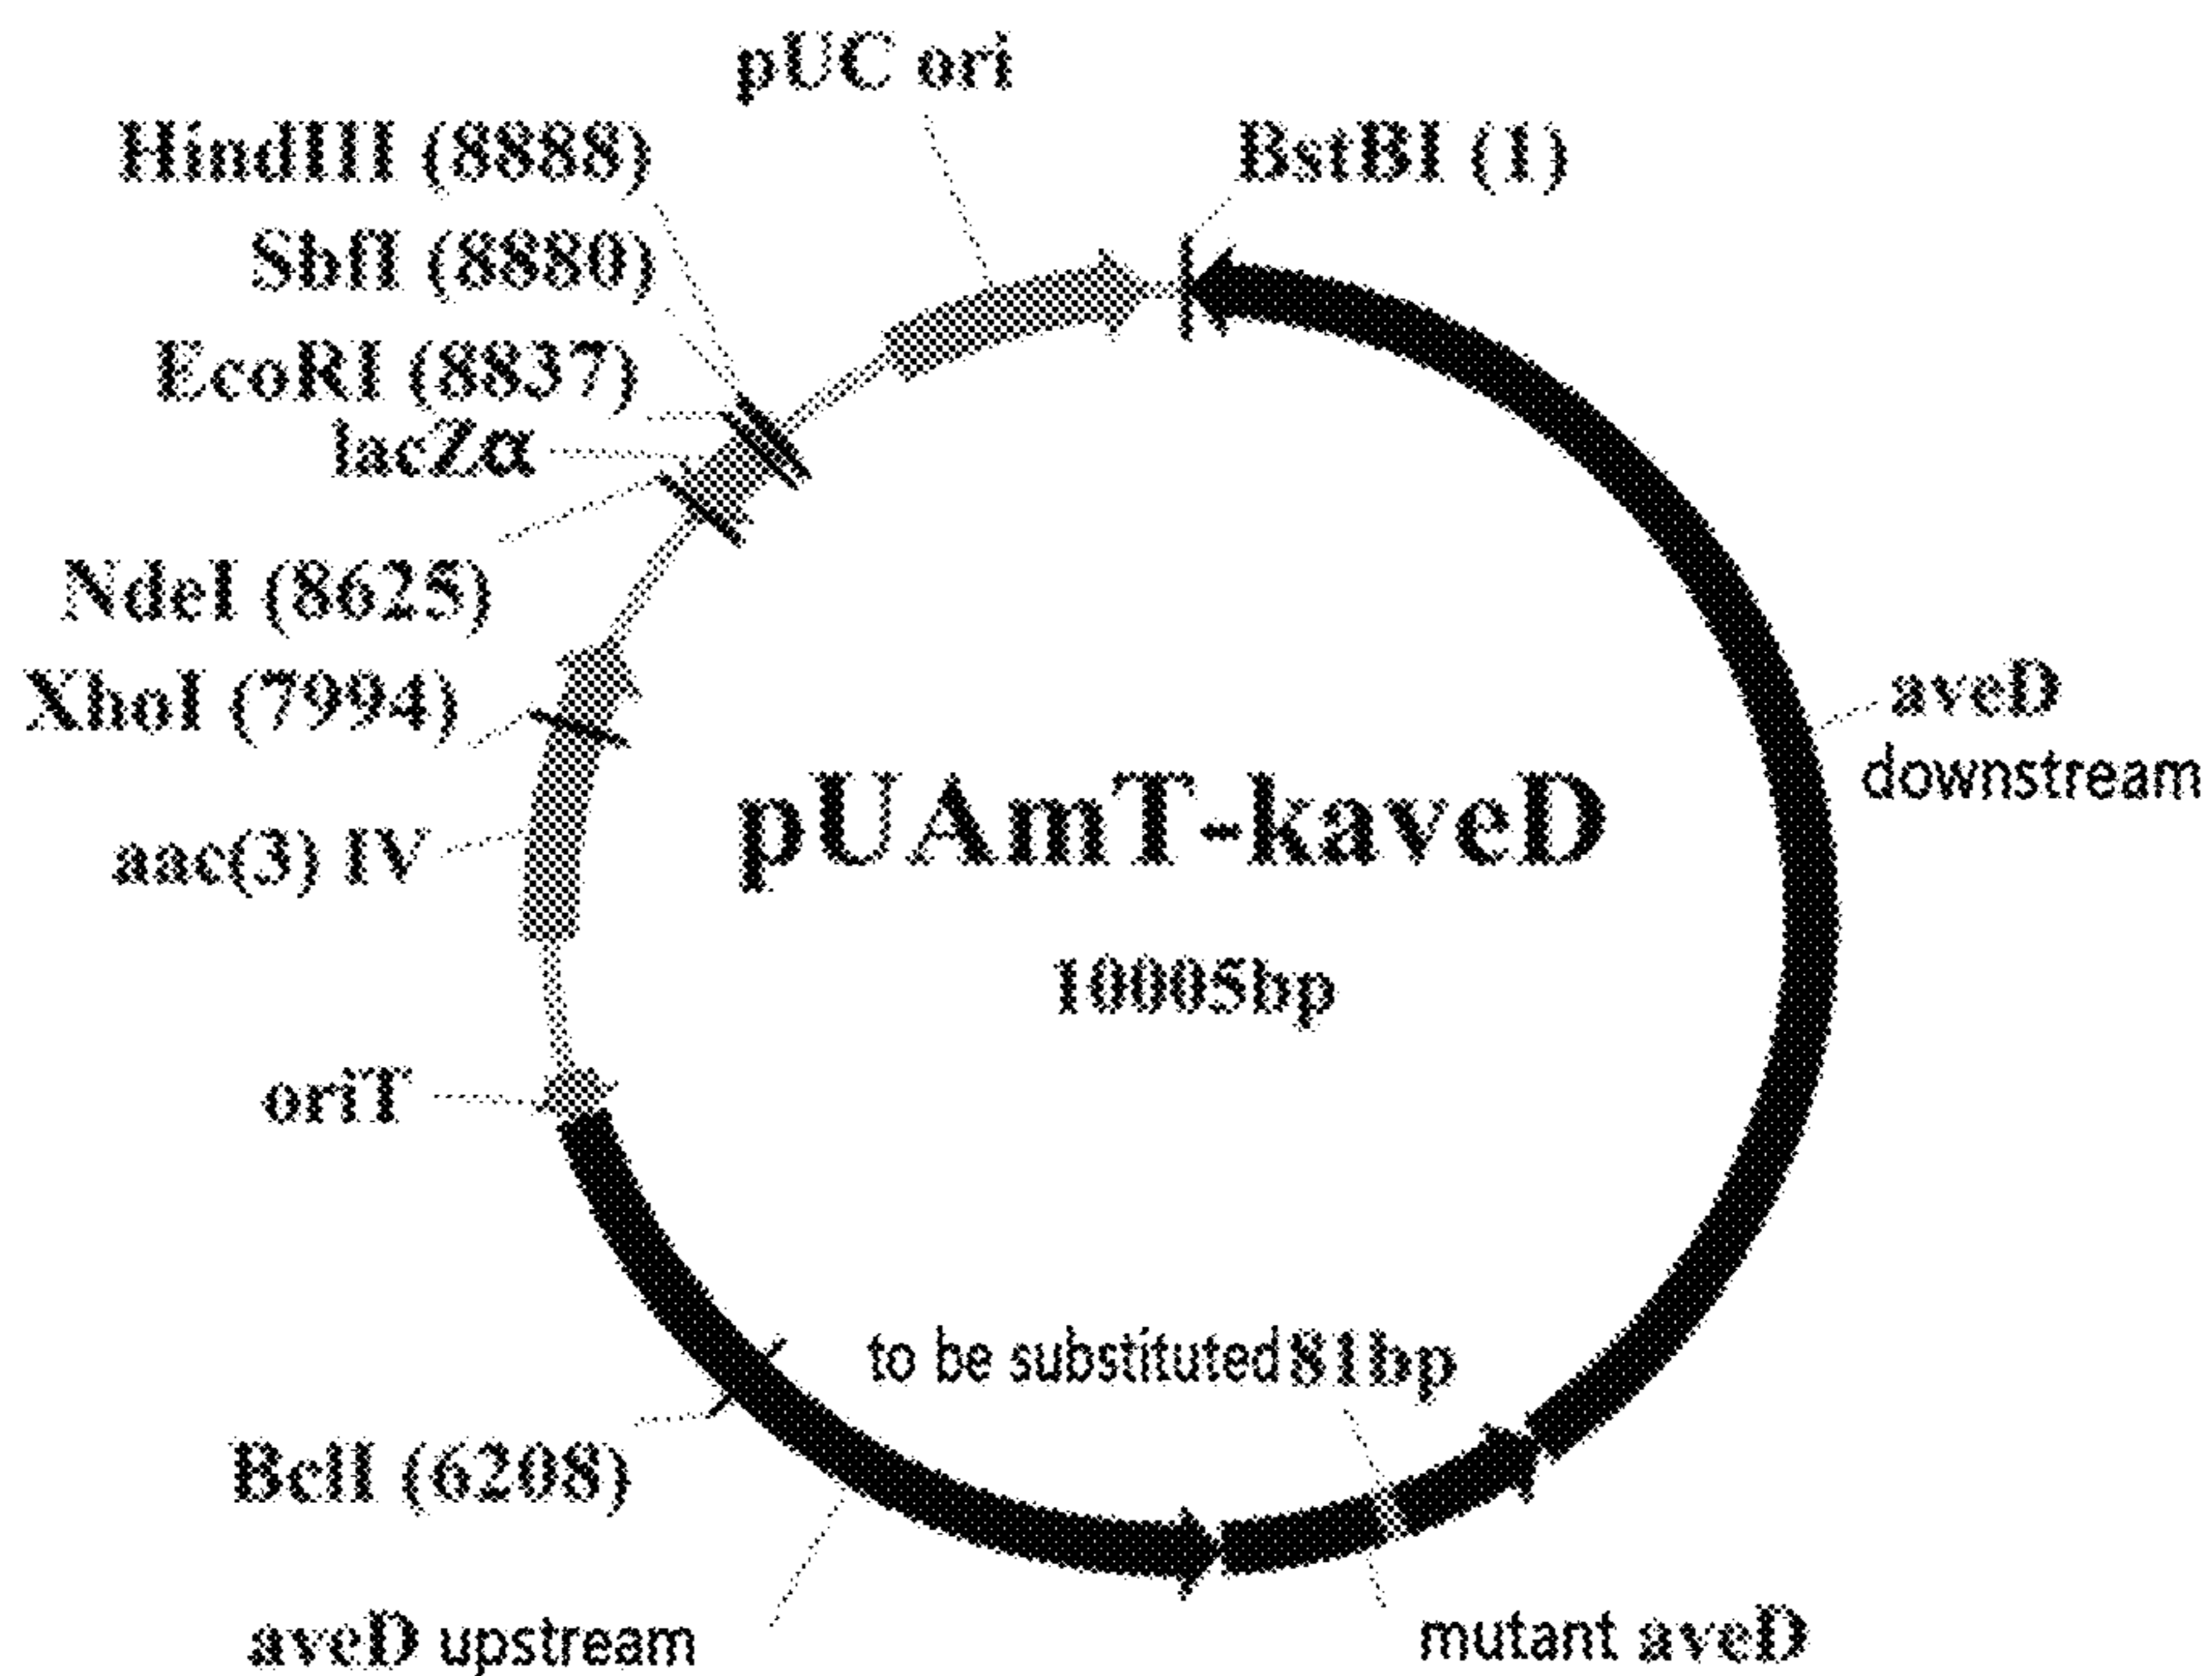 pUC ori
HindIII (8888)
BstBI (1)
SbfI (8880)
EcoRI (8837)
lacZα
NdeI (8625)
XhoI (7994)
aveD
downstream
pUAmT-kaveD
aac(3) IV
10005bp
oriT
to be substituted 81bp
BclI (6208)
aveD upstream
mutant aveD